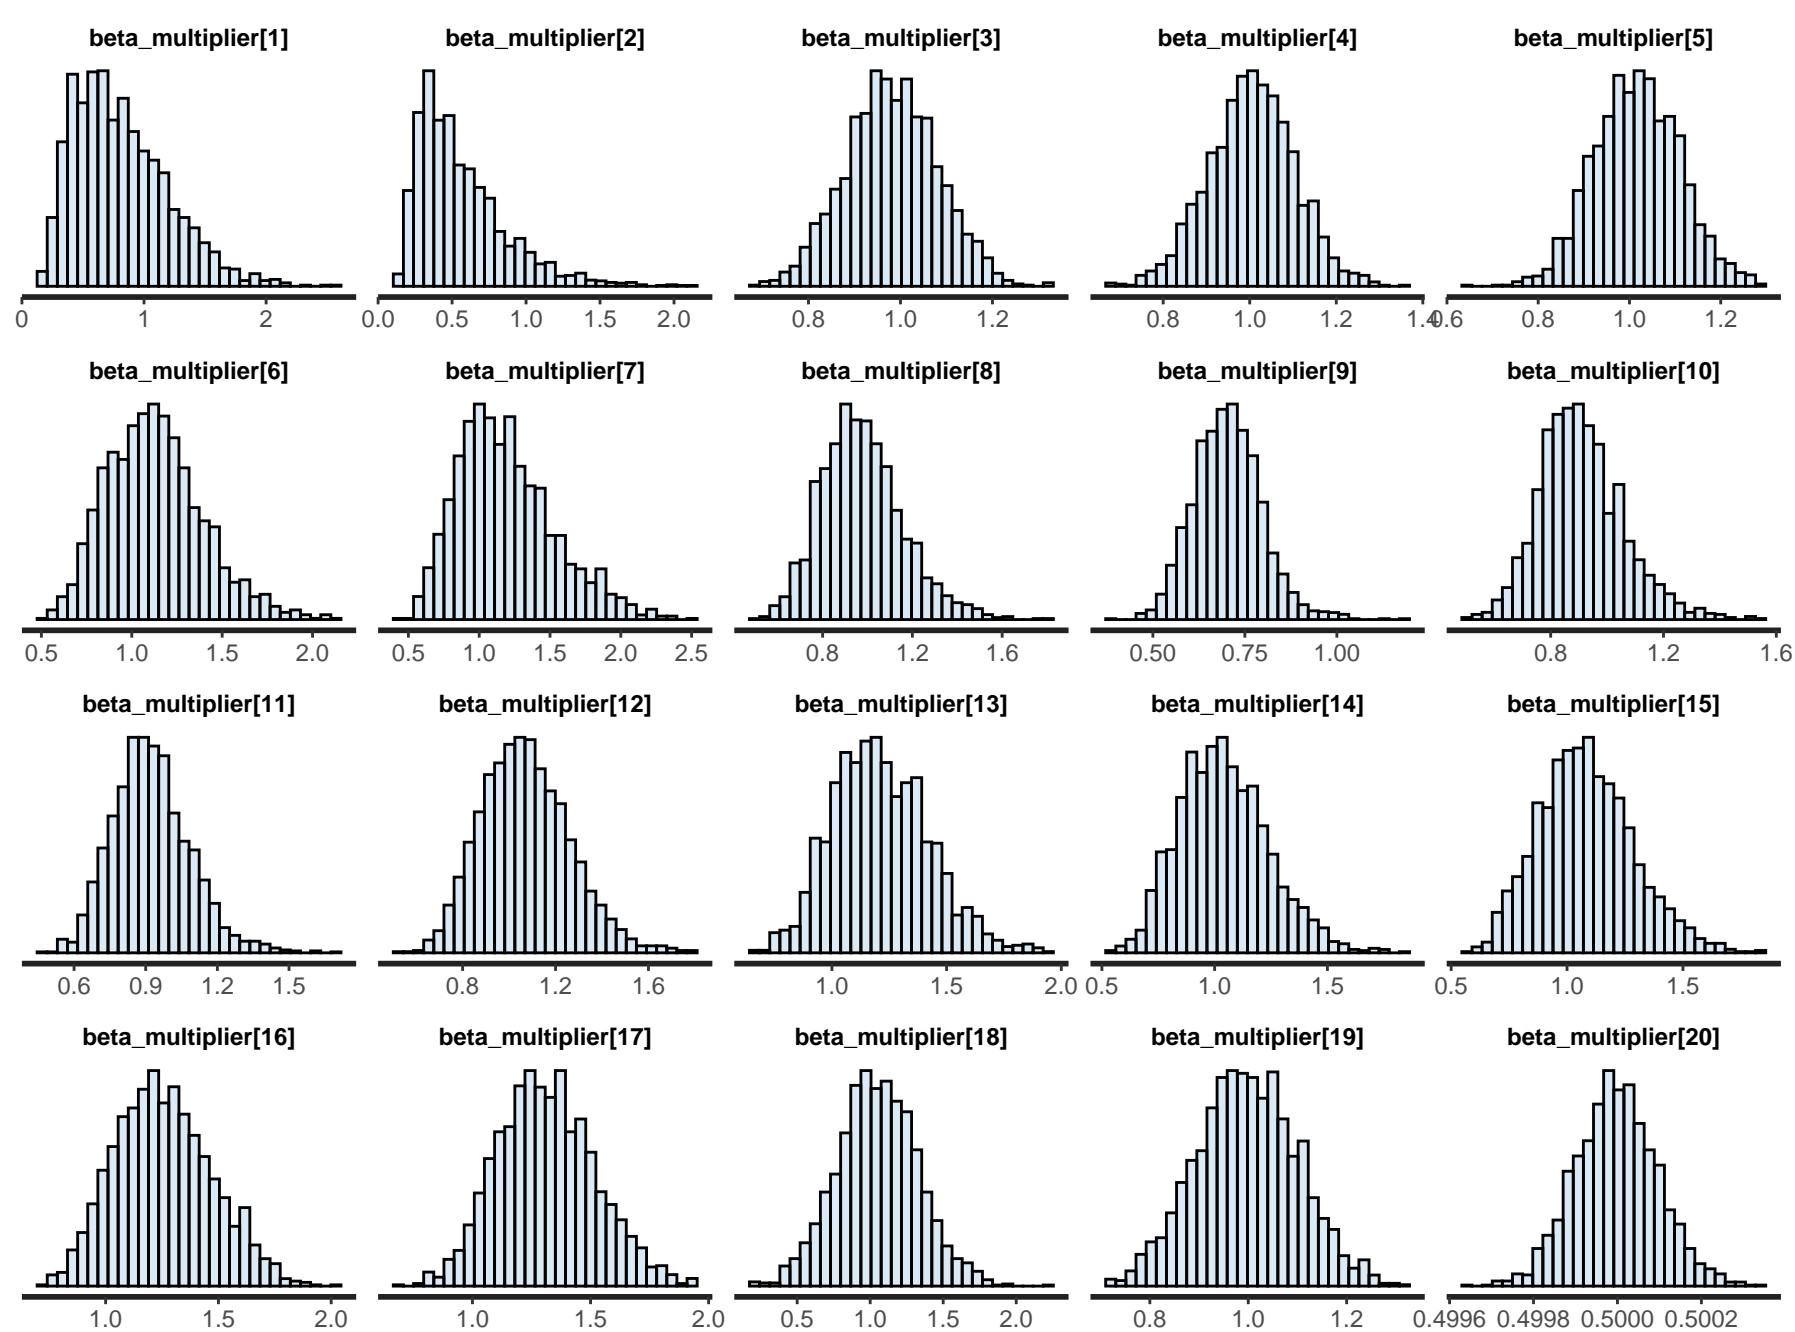 beta_multiplier[1] beta_multiplier[2] beta_multiplier[3] beta_multiplier[4] beta_multiplier[5]
0 1 2 0.0 0.5 1.0 1.5 2.0 0.8 1.0 1.2 0.8 1.0 1.2 1.4 0.6 0.8 1.0 1.2
beta_multiplier[6] beta_multiplier[7] beta_multiplier[8] beta_multiplier[9] beta_multiplier[10]
0.5 1.0 1.5 2.0 0.5 1.0 1.5 2.0 2.5 0.8 1.2 1.6 0.50 0.75 1.00 0.8 1.2 1.6
beta_multiplier[11] beta_multiplier[12] beta_multiplier[13] beta_multiplier[14] beta_multiplier[15]
0.6 0.9 1.2 1.5 0.8 1.2 1.6 1.0 1.5 2.0 0.5 1.0 1.5 0.5 1.0 1.5
beta_multiplier[16] beta_multiplier[17] beta_multiplier[18] beta_multiplier[19] beta_multiplier[20]
1.0 1.5 2.0 1.0 1.5 2.0 0.5 1.0 1.5 2.0 0.8 1.0 1.2 0.4996 0.4998 0.5000 0.5002